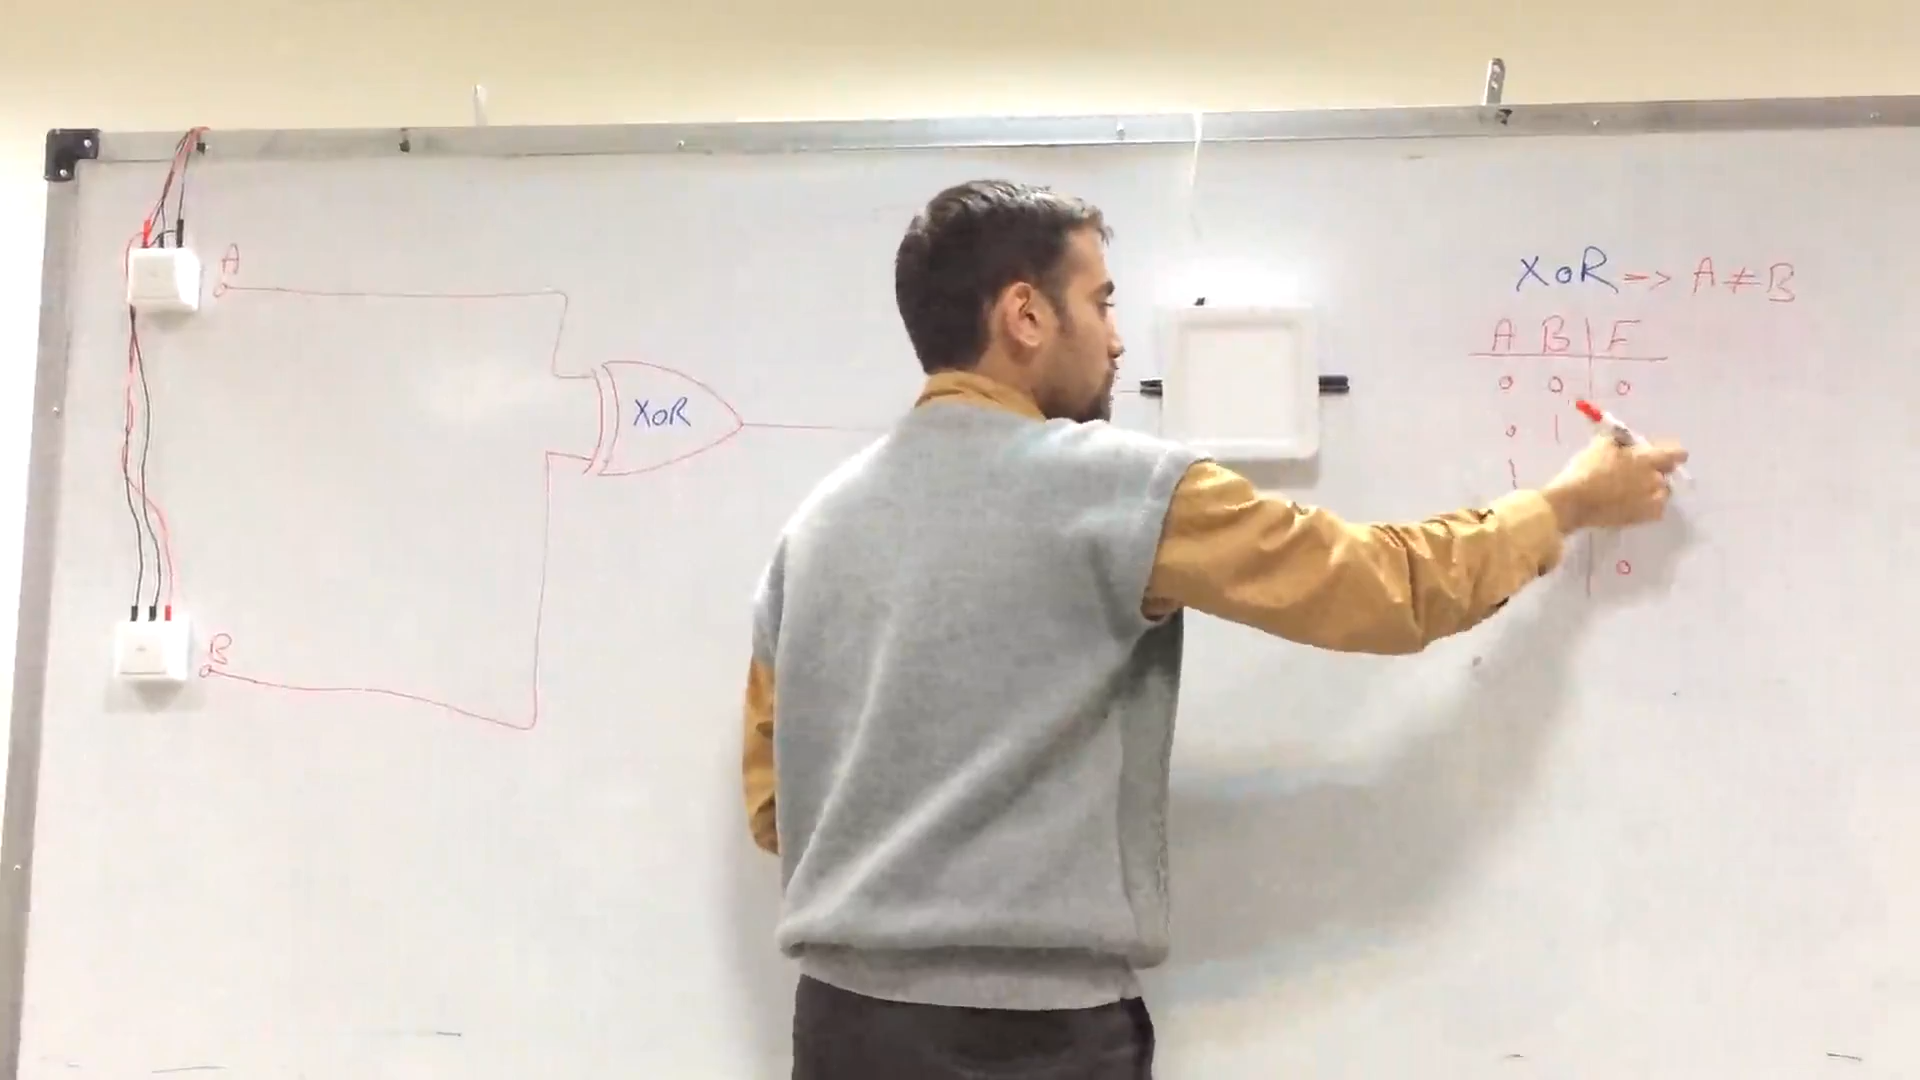 A
B
XoR
XoR => A ≠ B
A B | F
0 0 0
0 1
1
0